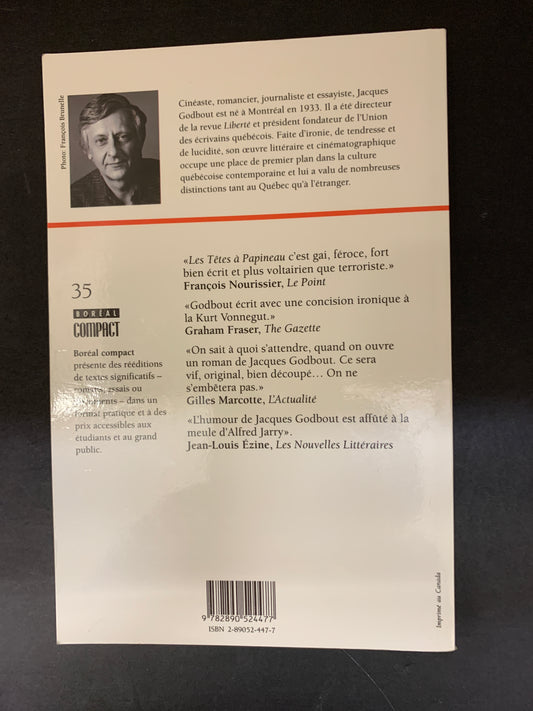 Photo: François Brunelle
Cinéaste, romancier, journaliste et essayiste, Jacques
Godbout est né à Montréal en 1933. Il a été directeur
de la revue Liberté et président fondateur de l'Union
des écrivains québécois. Faite d'ironie, de tendresse et
de lucidité, son œuvre littéraire et cinématographique
occupe une place de premier plan dans la culture
québécoise contemporaine et lui a valu de nombreuses
distinctions tant au Québec qu'à l'étranger.
«Les Têtes à Papineau c'est gai, féroce, fort
bien écrit et plus voltairien que terroriste.»
François Nourissier, Le Point
«Godbout écrit avec une concision ironique à
la Kurt Vonnegut.»
Graham Fraser, The Gazette
«On sait à quoi s'attendre, quand on ouvre
un roman de Jacques Godbout. Ce sera
vif, original, bien découpé… On ne
s'embêtera pas.»
Gilles Marcotte, L'Actualité
«L'humour de Jacques Godbout est affûté à la
meule d'Alfred Jarry».
Jean-Louis Ézine, Les Nouvelles Littéraires
35
BORÉAL
COMPACT
Boréal compact
présente des rééditions
de textes significatifs –
romans, essais ou
– dans un
format pratique et à des
prix accessibles aux
étudiants et au grand
public.
9 782890 524477
ISBN 2-89052-447-7
Imprimé au Canada